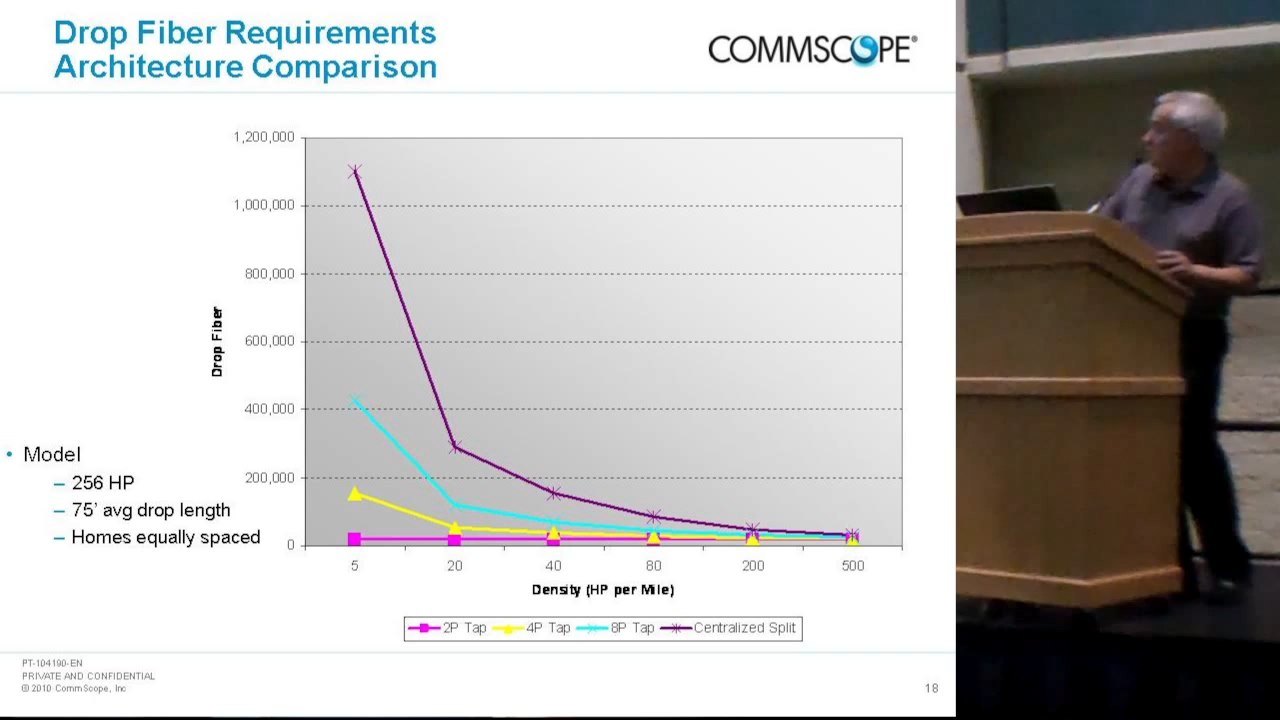 Drop Fiber Requirements
Architecture Comparison
COMMSCOPE®
1,200,000
1,000,000
800,000
600,000
400,000
200,000
0
Drop Fiber
5 20 40 80 200 500
Density (HP per Mile)
2P Tap 4P Tap 8P Tap Centralized Split
• Model
– 256 HP
– 75' avg drop length
– Homes equally spaced
PT-104190-EN
PRIVATE AND CONFIDENTIAL
© 2010 CommScope, Inc
18